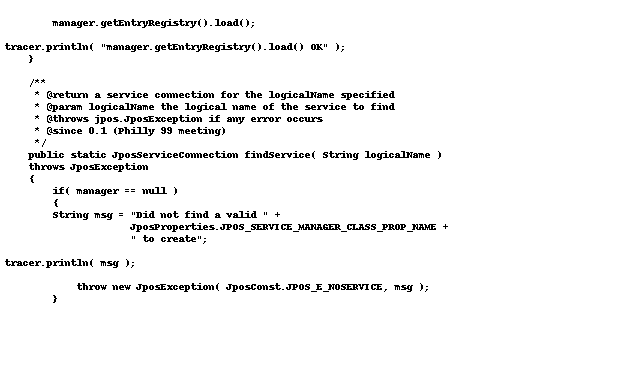 manager.getEntryRegistry().load();
tracer.println( "manager.getEntryRegistry().load() OK" );
}
/**
* @return a service connection for the logicalName specified
* @param logicalName the logical name of the service to find
* @throws jpos.JposException if any error occurs
* @since 0.1 (Philly 99 meeting)
*/
public static JposServiceConnection findService( String logicalName )
throws JposException
{
if( manager == null )
{
String msg = "Did not find a valid " +
JposProperties.JPOS_SERVICE_MANAGER_CLASS_PROP_NAME +
" to create";
tracer.println( msg );
throw new JposException( JposConst.JPOS_E_NOSERVICE, msg );
}